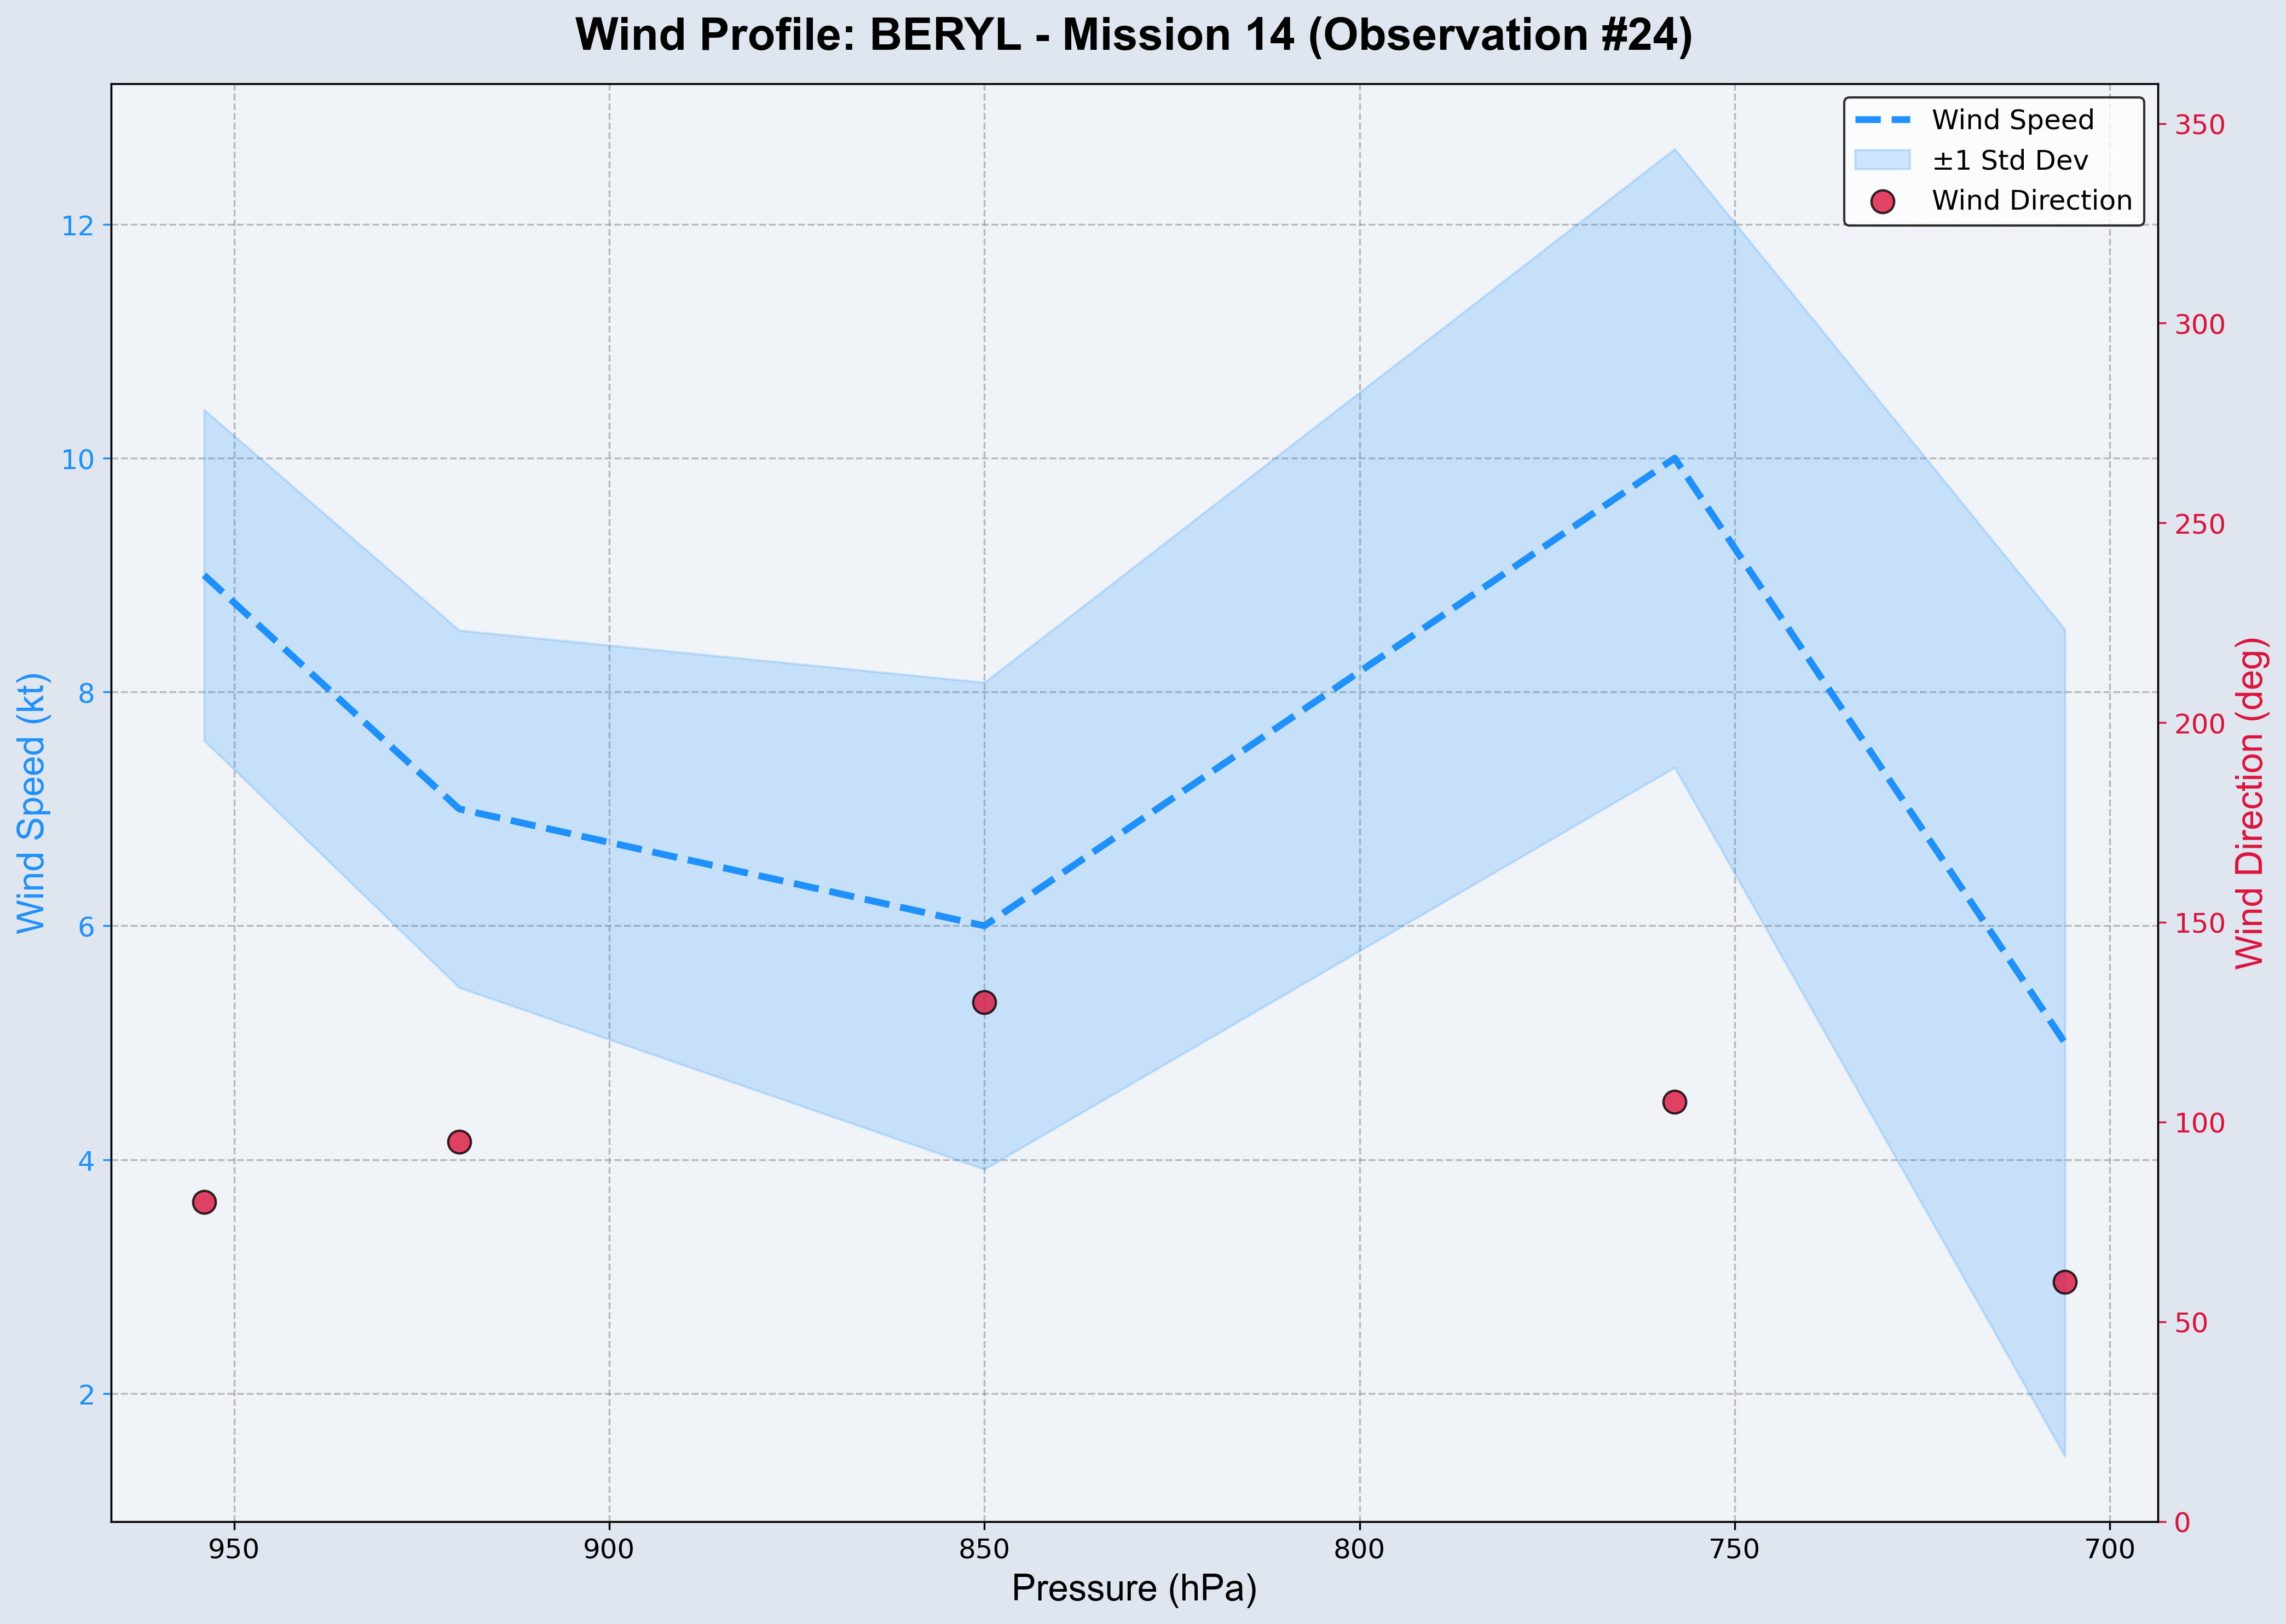 Wind Profile: BERYL - Mission 14 (Observation #24)
Wind Speed
±1 Std Dev
Wind Direction
12
10
8
6
4
2
Wind Speed (kt)
350
300
250
200
150
100
50
0
Wind Direction (deg)
950 900 850 800 750 700
Pressure (hPa)